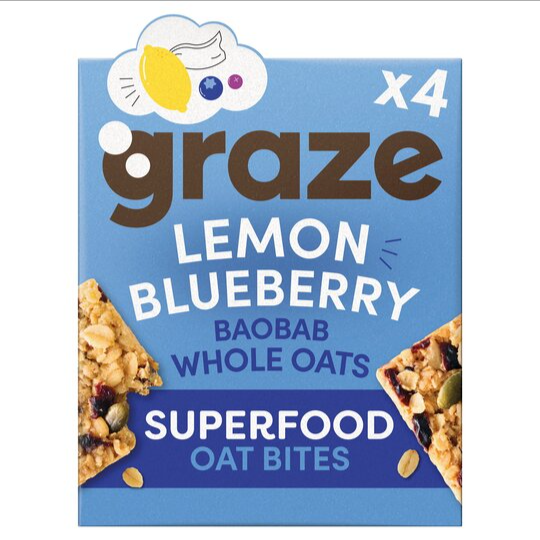 x4
graze
LEMON
BLUEBERRY
BAOBAB
WHOLE OATS
SUPERFOOD
OAT BITES